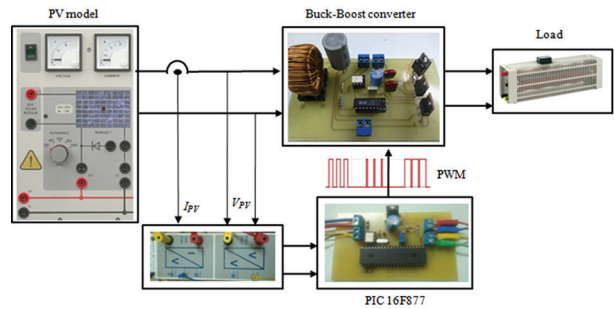 PV model
Buck-Boost converter
Load
VOLTAGE
CURRENT
I_PV
V_PV
PWM
PIC 16F877